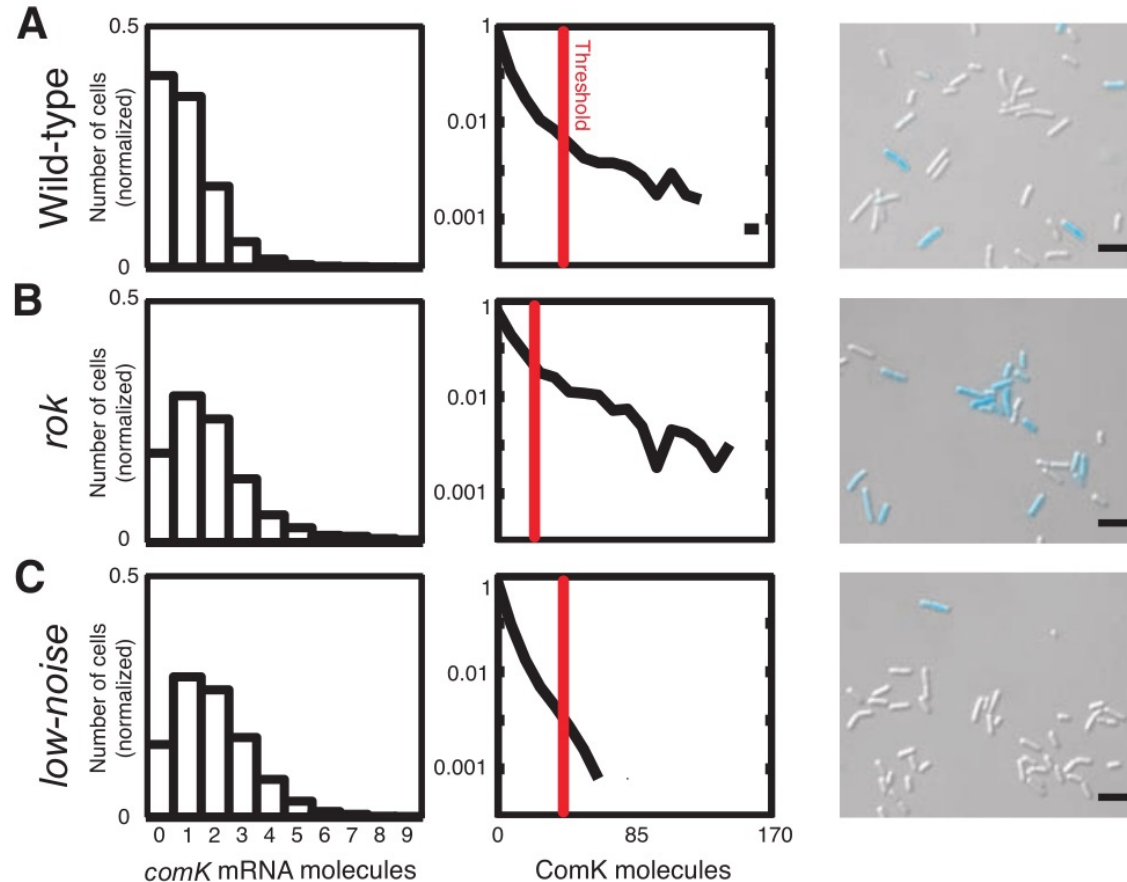 A
Wild-type
Number of cells
(normalized)
0.5
0
1
0.01
0.001
Threshold
B
rok
Number of cells
(normalized)
0.5
0
1
0.01
0.001
C
low-noise
Number of cells
(normalized)
0.5
0
0 1 2 3 4 5 6 7 8 9
comK mRNA molecules
1
0.01
0.001
0 85 170
ComK molecules